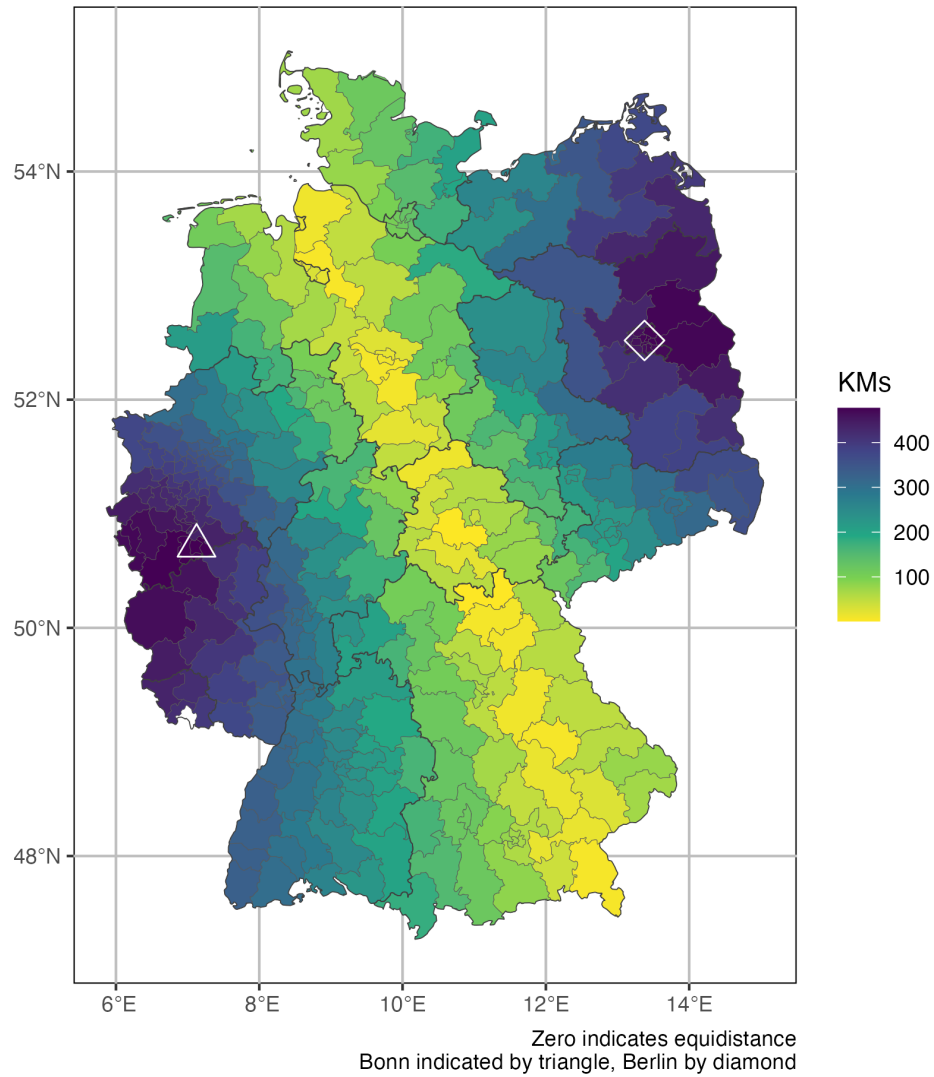 54°N
52°N
50°N
48°N
6°E 8°E 10°E 12°E 14°E
KMs
400
300
200
100
Zero indicates equidistance
Bonn indicated by triangle, Berlin by diamond